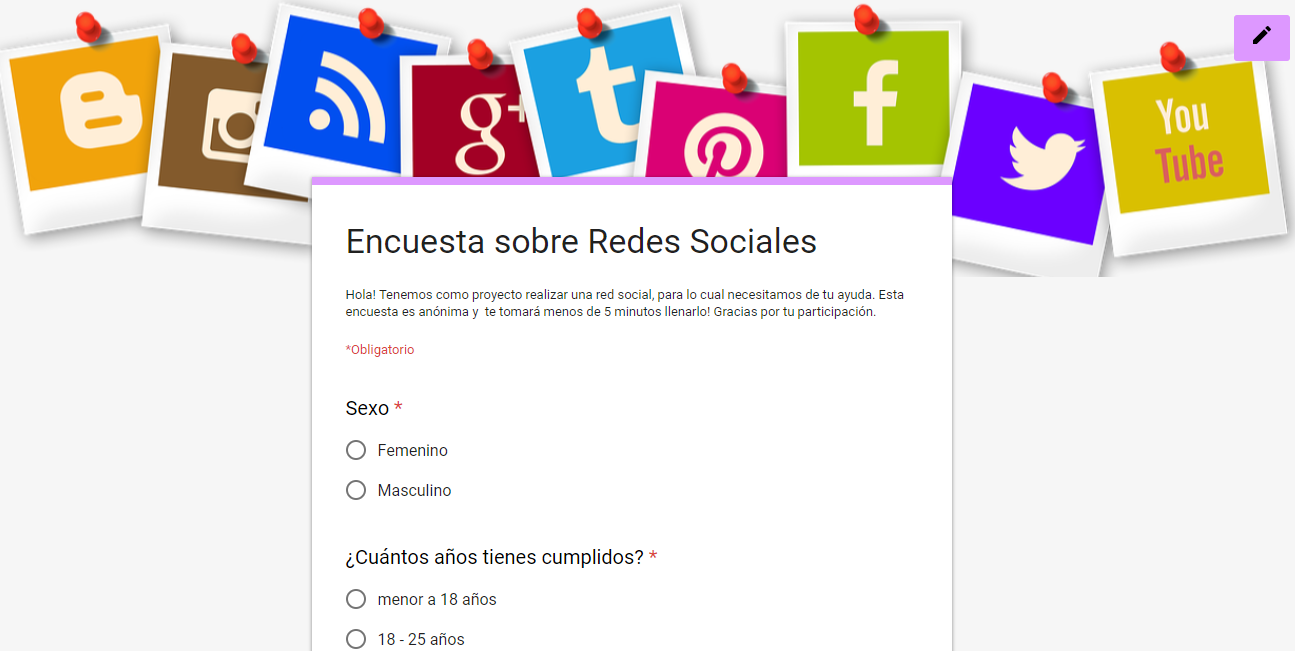 g+
t
f
You
Tube
Encuesta sobre Redes Sociales
Hola! Tenemos como proyecto realizar una red social, para lo cual necesitamos de tu ayuda. Esta
encuesta es anónima y  te tomará menos de 5 minutos llenarlo! Gracias por tu participación.
*Obligatorio
Sexo *
Femenino
Masculino
¿Cuántos años tienes cumplidos? *
menor a 18 años
18 - 25 años